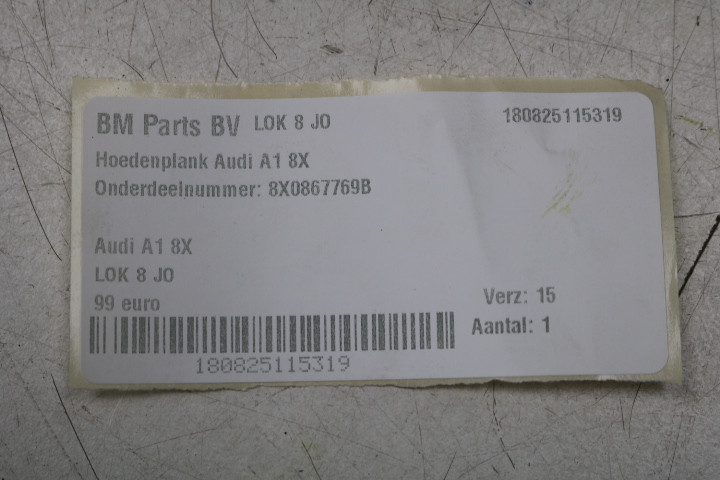 BM Parts BV LOK 8 JO 180825115319
Hoedenplank Audi A1 8X
Onderdeelnummer: 8X0867769B
Audi A1 8X
LOK 8 JO
99 euro Verz: 15
Aantal: 1
180825115319